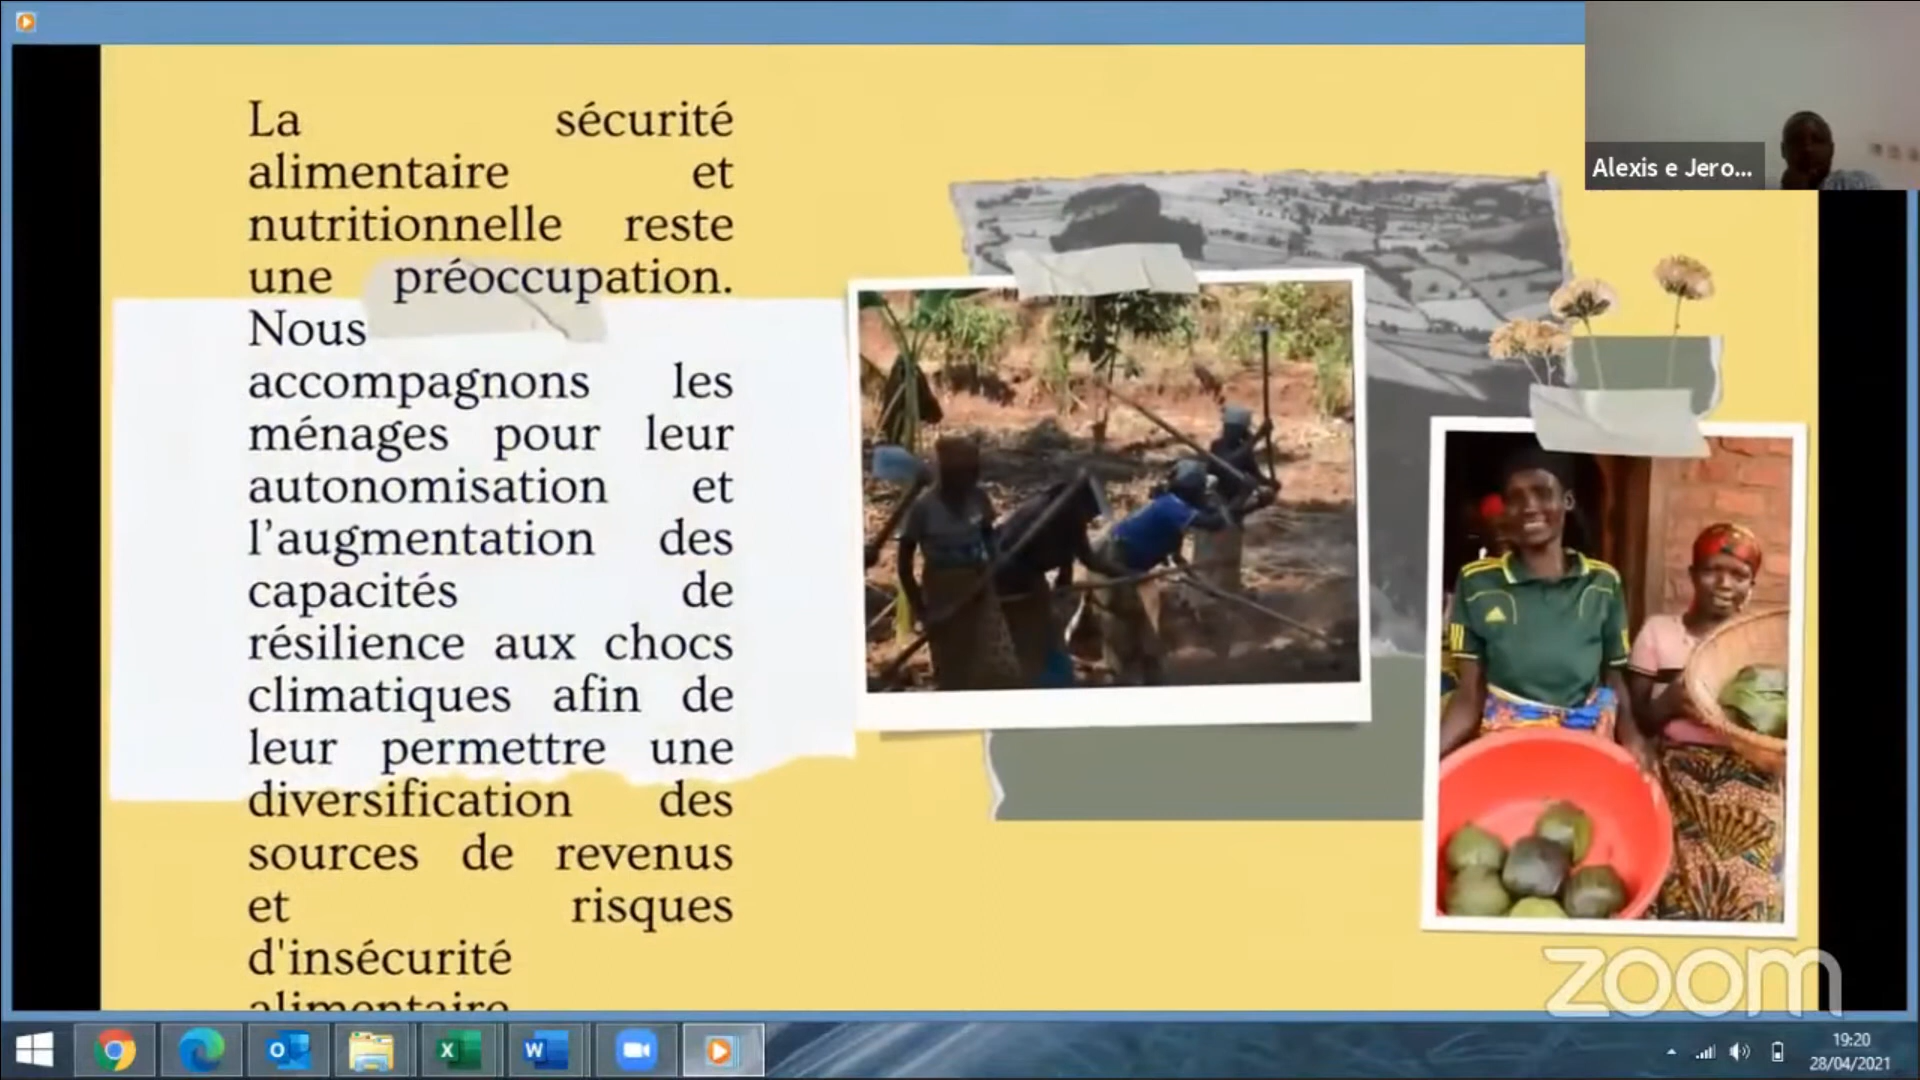 La sécurité
alimentaire et
nutritionnelle reste
une préoccupation.
Nous
accompagnons les
ménages pour leur
autonomisation et
l’augmentation des
capacités de
résilience aux chocs
climatiques afin de
leur permettre une
diversification des
sources de revenus
et risques
d'insécurité
alimentaire
Alexis e Jero...
zoom
19:20
28/04/2021